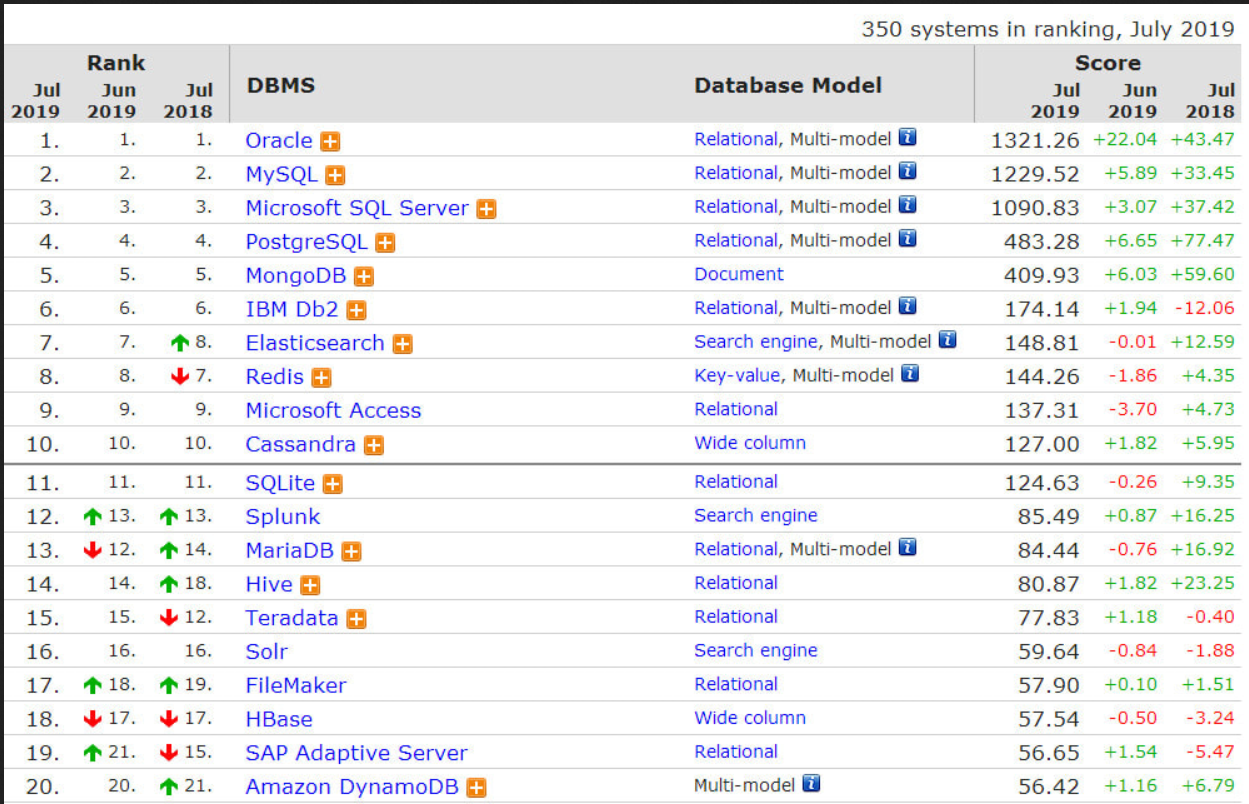 350 systems in ranking, July 2019
Rank DBMS Database Model Score
Jul 2019 Jun 2019 Jul 2018 Jul 2019 Jun 2019 Jul 2018
1. 1. 1. Oracle Relational, Multi-model 1321.26 +22.04 +43.47
2. 2. 2. MySQL Relational, Multi-model 1229.52 +5.89 +33.45
3. 3. 3. Microsoft SQL Server Relational, Multi-model 1090.83 +3.07 +37.42
4. 4. 4. PostgreSQL Relational, Multi-model 483.28 +6.65 +77.47
5. 5. 5. MongoDB Document 409.93 +6.03 +59.60
6. 6. 6. IBM Db2 Relational, Multi-model 174.14 +1.94 -12.06
7. 7. 8. Elasticsearch Search engine, Multi-model 148.81 -0.01 +12.59
8. 8. 7. Redis Key-value, Multi-model 144.26 -1.86 +4.35
9. 9. 9. Microsoft Access Relational 137.31 -3.70 +4.73
10. 10. 10. Cassandra Wide column 127.00 +1.82 +5.95
11. 11. 11. SQLite Relational 124.63 -0.26 +9.35
12. 13. 13. Splunk Search engine 85.49 +0.87 +16.25
13. 12. 14. MariaDB Relational, Multi-model 84.44 -0.76 +16.92
14. 14. 18. Hive Relational 80.87 +1.82 +23.25
15. 15. 12. Teradata Relational 77.83 +1.18 -0.40
16. 16. 16. Solr Search engine 59.64 -0.84 -1.88
17. 18. 19. FileMaker Relational 57.90 +0.10 +1.51
18. 17. 17. HBase Wide column 57.54 -0.50 -3.24
19. 21. 15. SAP Adaptive Server Relational 56.65 +1.54 -5.47
20. 20. 21. Amazon DynamoDB Multi-model 56.42 +1.16 +6.79